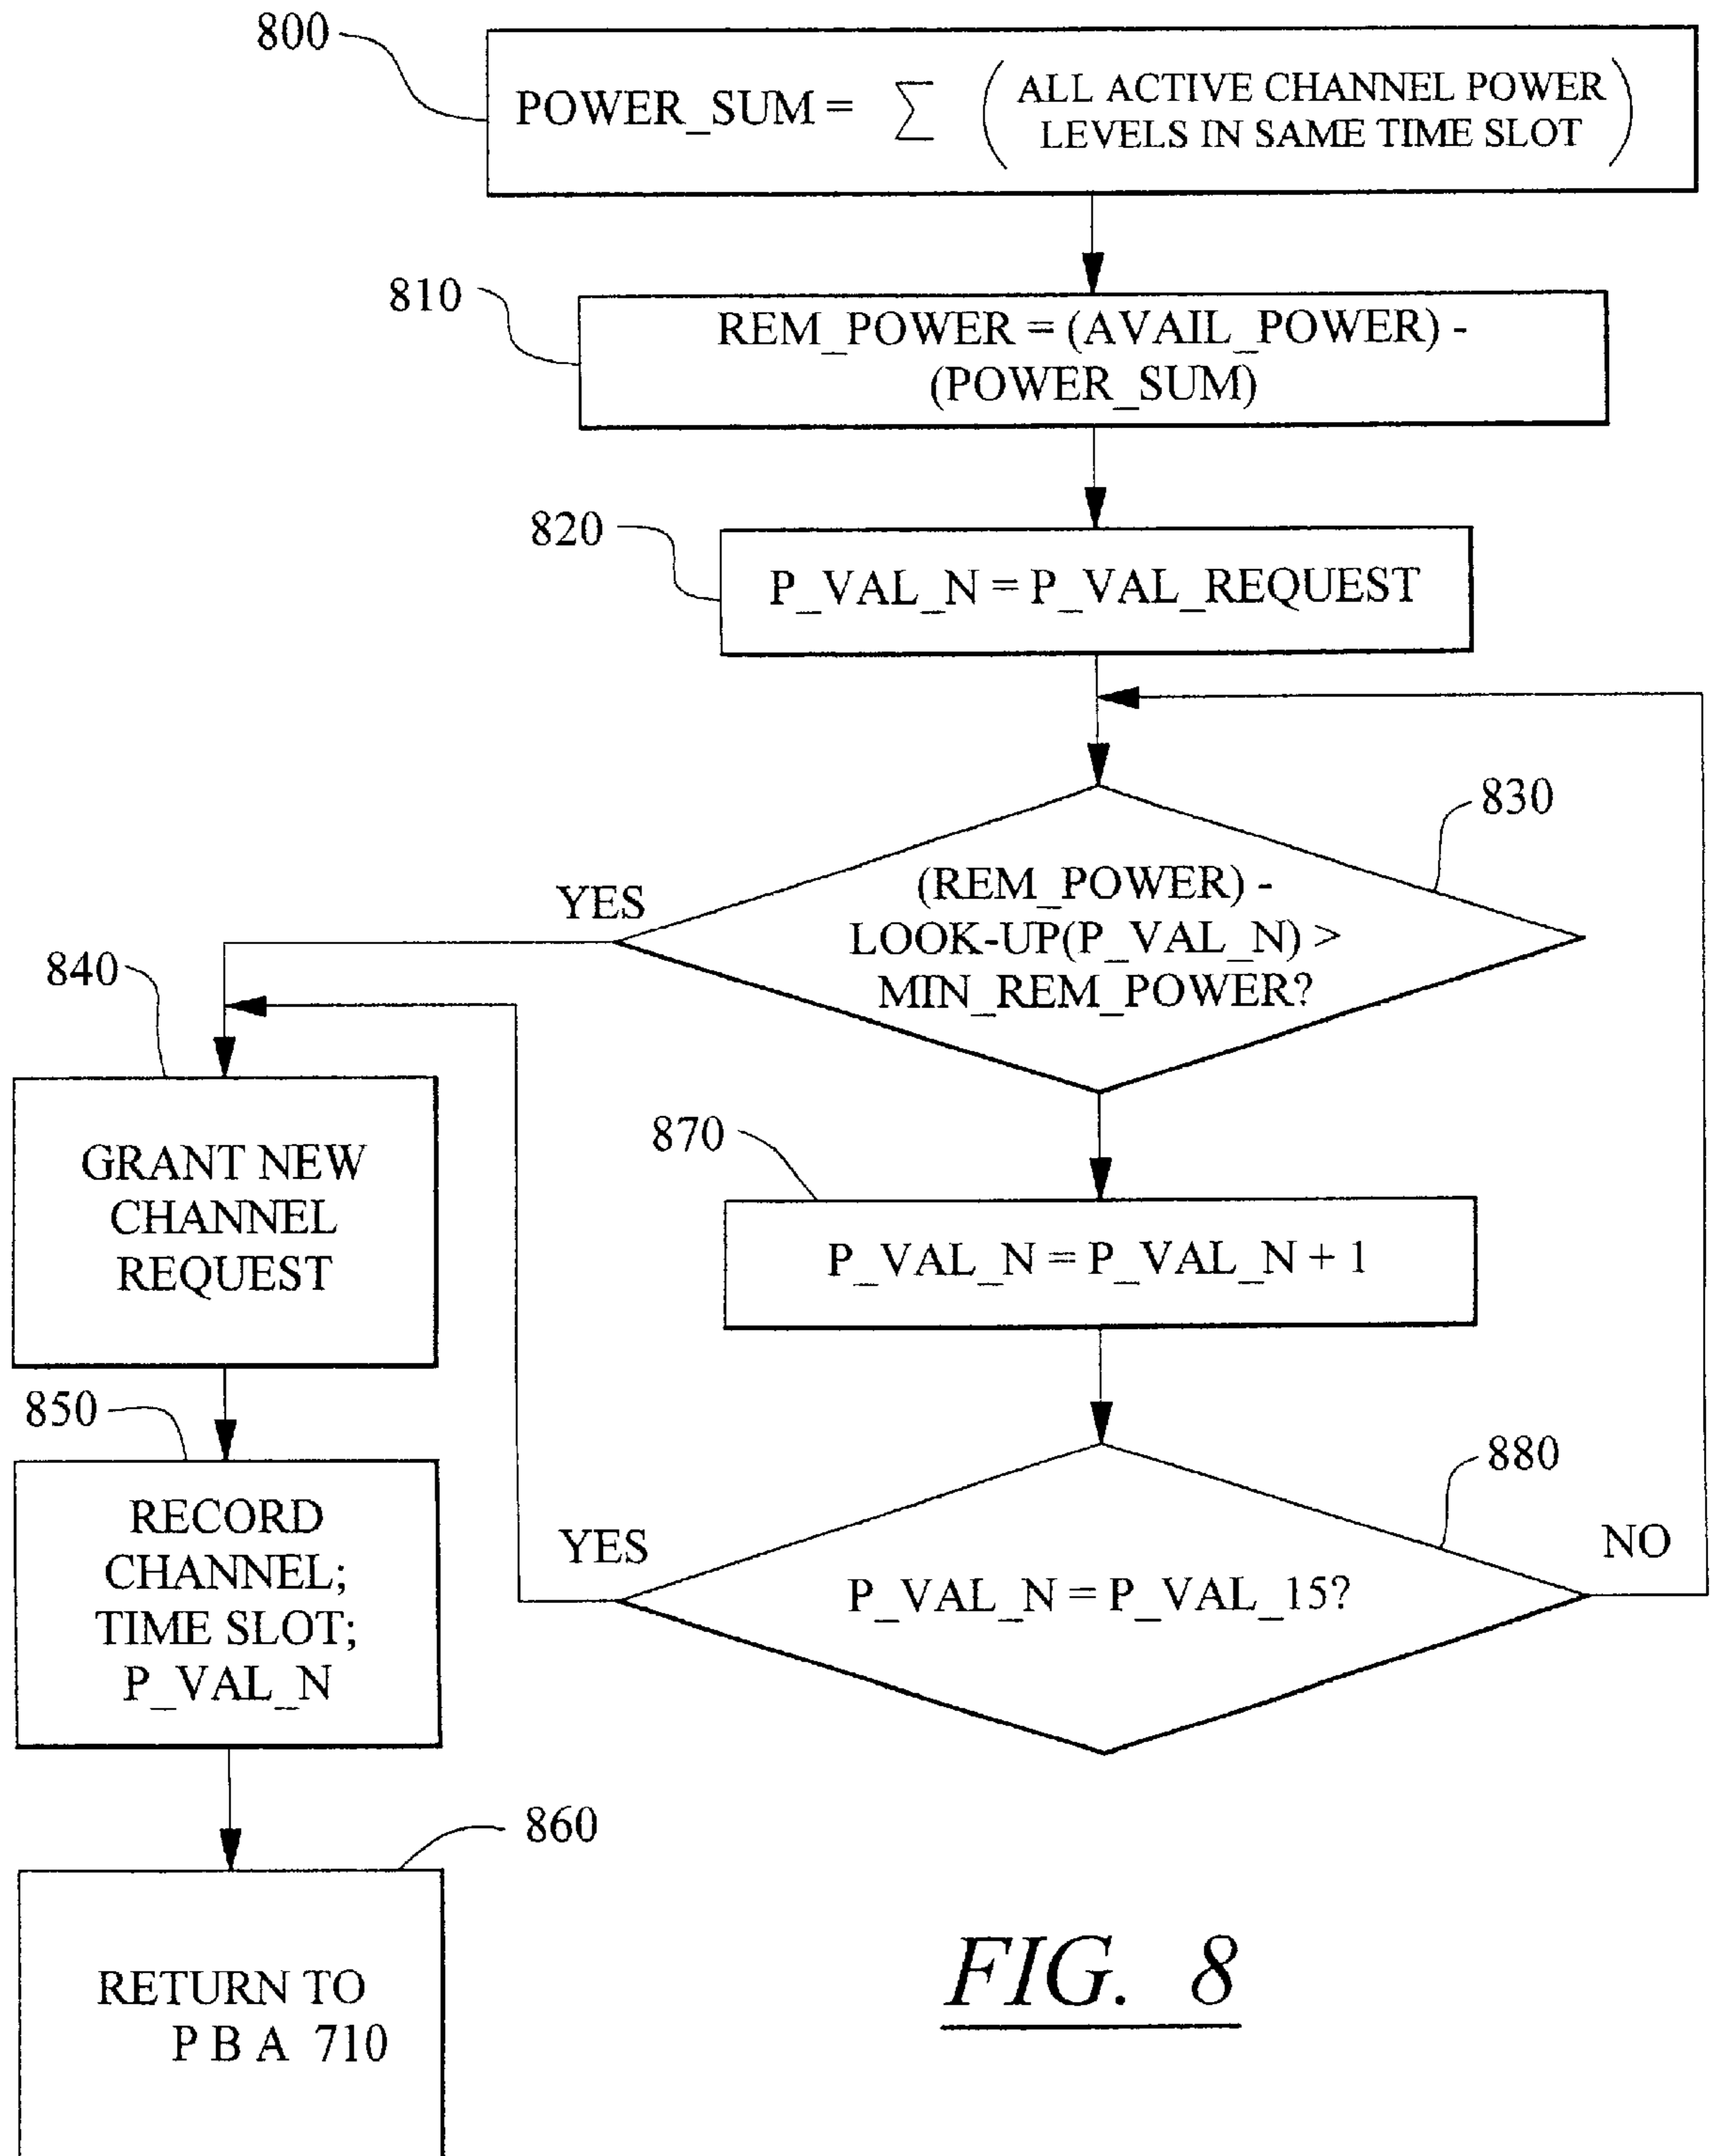 800
POWER_SUM = ∑ ( ALL ACTIVE CHANNEL POWER
LEVELS IN SAME TIME SLOT )
810
REM_POWER = (AVAIL_POWER) -
(POWER_SUM)
820
P_VAL_N = P_VAL_REQUEST
830
(REM_POWER) -
LOOK-UP(P_VAL_N) >
MIN_REM_POWER?
YES
840
GRANT NEW
CHANNEL
REQUEST
870
P_VAL_N = P_VAL_N + 1
850
RECORD
CHANNEL;
TIME SLOT;
P_VAL_N
880
YES
NO
P_VAL_N = P_VAL_15?
860
RETURN TO
P B A 710
FIG. 8